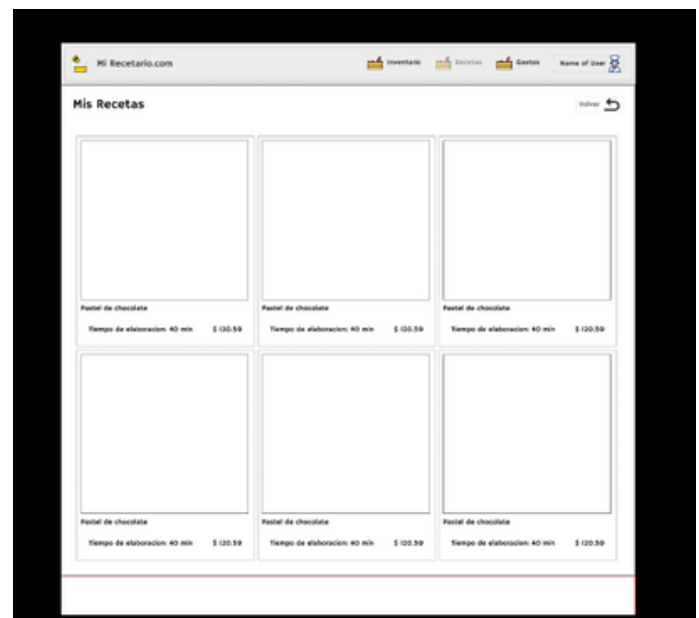 Mi Recetario.com Inventario Recetas Gastos Name of User
Mis Recetas Volver
Pastel de chocolate Pastel de chocolate Pastel de chocolate
Tiempo de elaboracion: 40 min $ 120.59 Tiempo de elaboracion: 40 min $ 120.59 Tiempo de elaboracion: 40 min $ 120.59
Pastel de chocolate Pastel de chocolate Pastel de chocolate
Tiempo de elaboracion: 40 min $ 120.59 Tiempo de elaboracion: 40 min $ 120.59 Tiempo de elaboracion: 40 min $ 120.59